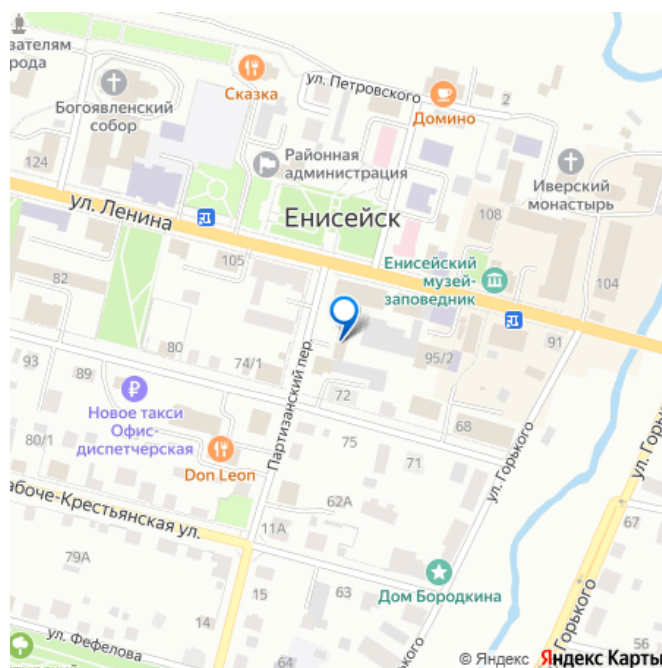 вателям
рода
Сказка
ул. Петровского
2
Домино
Богоявленский
собор
124
Районная
администрация
Иверский
монастырь
108
ул. Ленина
Енисейск
105
Енисейский
музей-
заповедник
104
82
Партизанский пер.
95/2
91
93
80
89
74/1
72
Новое такси
Офис-
диспетчерская
68
80/1
Don Leon
75
71
ул. Горького
ул. Горь
62А
абоче-Крестьянская ул.
11А
67
79А
15
63
Дом Бородкина
14
ул. Фефелова
Горького
Горького
56
© Яндекс Яндекс Карты